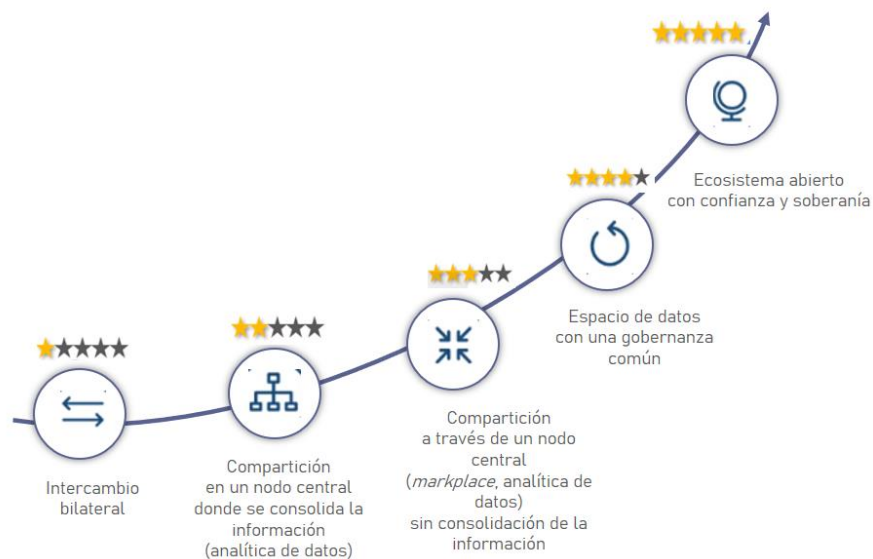 Intercambio
bilateral
Compartición
en un nodo central
donde se consolida la
información
(analítica de datos)
Compartición
a través de un nodo
central
(markplace, analítica de
datos)
sin consolidación de la
información
Espacio de datos
con una gobernanza
común
Ecosistema abierto
con confianza y soberanía